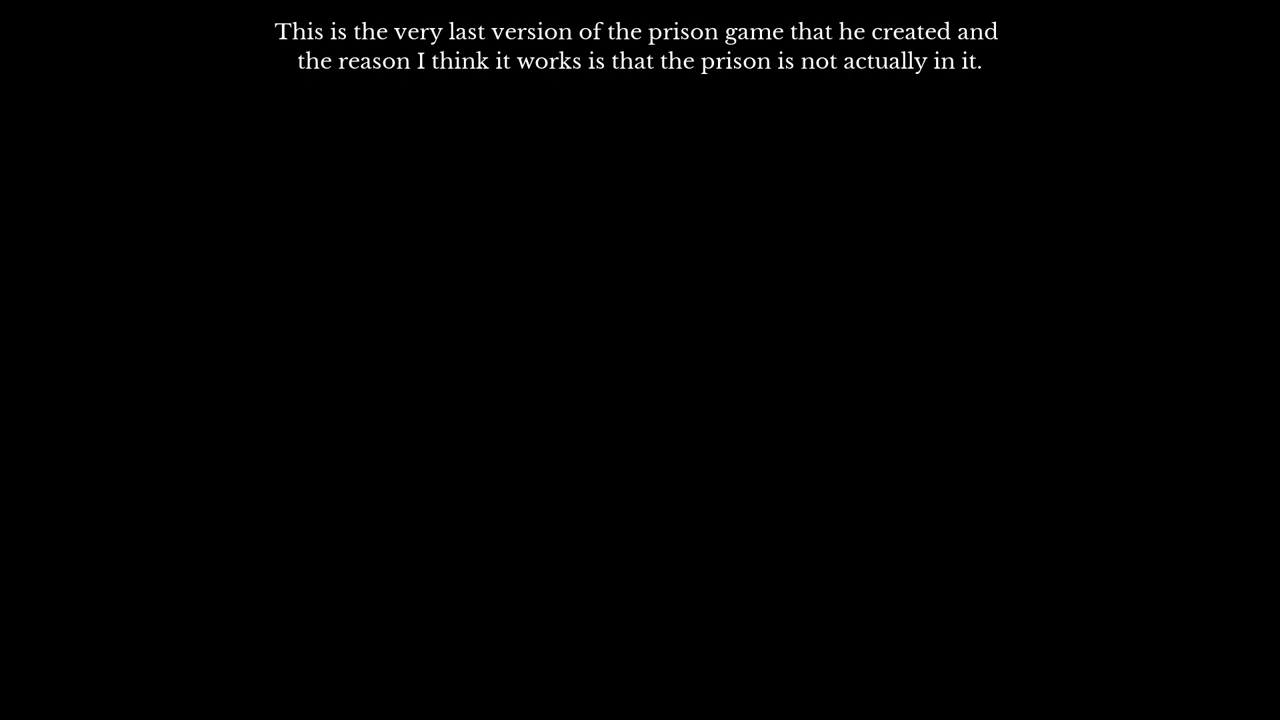 This is the very last version of the prison game that he created and
the reason I think it works is that the prison is not actually in it.